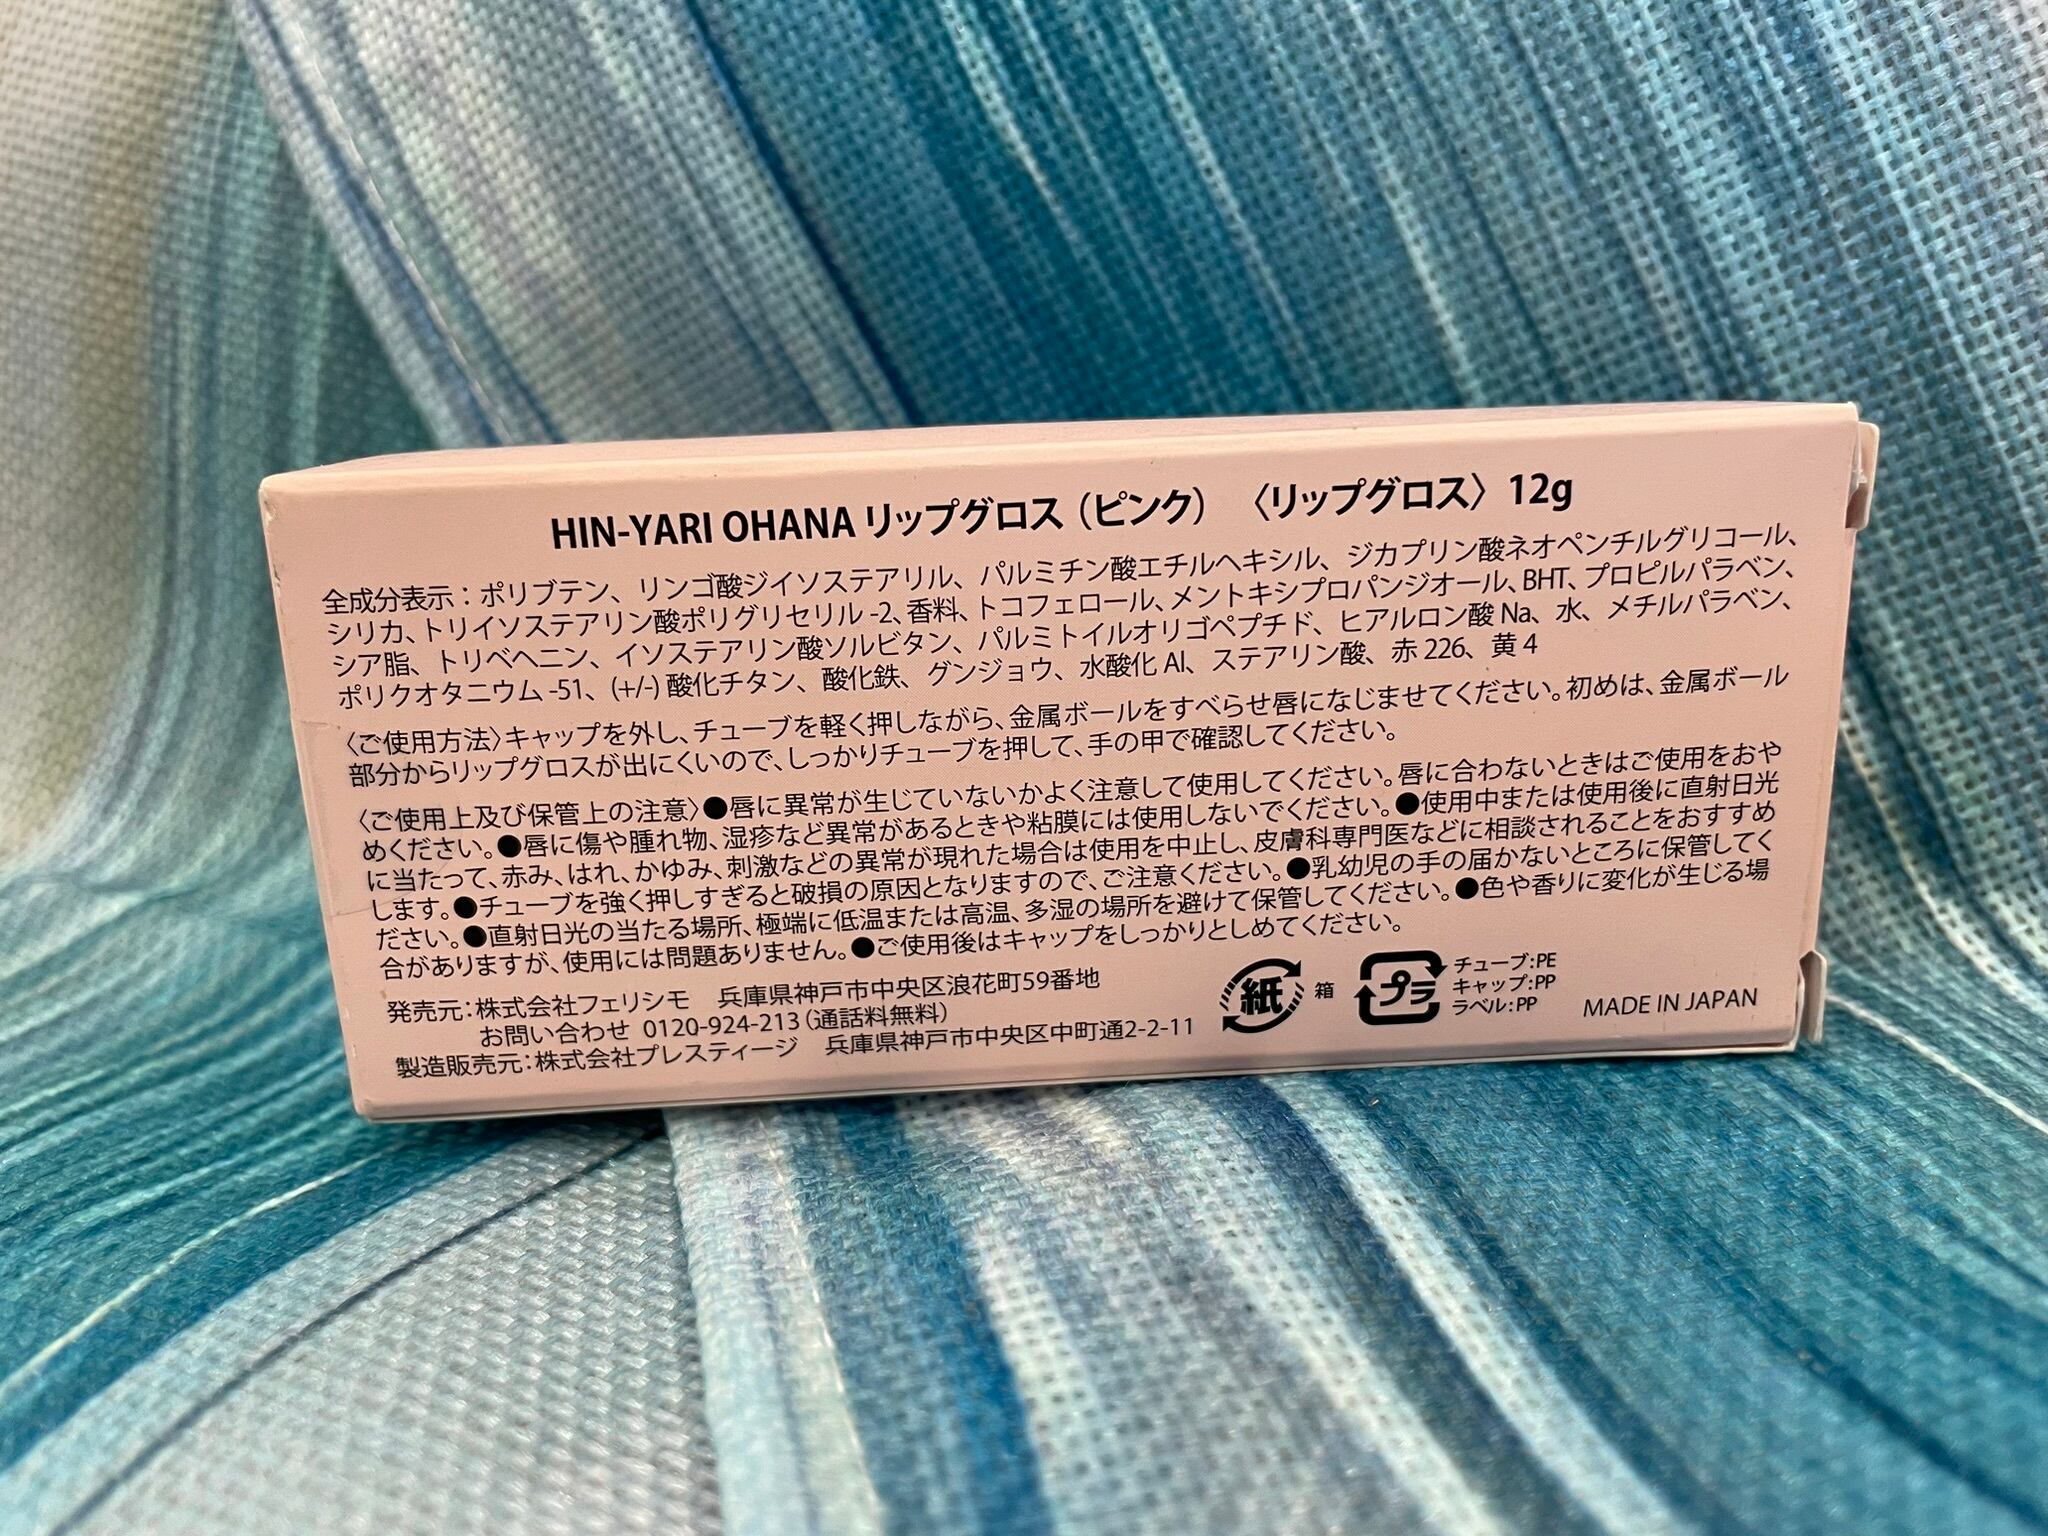 HIN-YARI OHANA リップグロス（ピンク）　〈リップグロス〉 12g
全成分表示：ポリブテン、リンゴ酸ジイソステアリル、パルミチン酸エチルヘキシル、ジカプリン酸ネオペンチルグリコール、
シリカ、トリイソステアリン酸ポリグリセリル -2、香料、トコフェロール、メントキシプロパンジオール、BHT、プロピルパラベン、
シア脂、トリベヘニン、イソステアリン酸ソルビタン、パルミトイルオリゴペプチド、ヒアルロン酸 Na、水、メチルパラベン、
ポリクオタニウム -51、(+/-) 酸化チタン、酸化鉄、グンジョウ、水酸化 Al、ステアリン酸、赤 226、黄 4
〈ご使用方法〉キャップを外し、チューブを軽く押しながら、金属ボールをすべらせ唇になじませてください。初めは、金属ボール
部分からリップグロスが出にくいので、しっかりチューブを押して、手の甲で確認してください。
〈ご使用上及び保管上の注意〉●唇に異常が生じていないかよく注意して使用してください。唇に合わないときはご使用をおや
めください。●唇に傷や腫れ物、湿疹など異常があるときや粘膜には使用しないでください。●使用中または使用後に直射日光
に当たって、赤み、はれ、かゆみ、刺激などの異常が現れた場合は使用を中止し、皮膚科専門医などに相談されることをおすすめ
します。●チューブを強く押しすぎると破損の原因となりますので、ご注意ください。●乳幼児の手の届かないところに保管してく
ださい。●直射日光の当たる場所、極端に低温または高温、多湿の場所を避けて保管してください。●色や香りに変化が生じる場
合がありますが、使用には問題ありません。●ご使用後はキャップをしっかりとしめてください。
発売元：株式会社フェリシモ　兵庫県神戸市中央区浪花町59番地
お問い合わせ 0120-924-213（通話料無料）
製造販売元：株式会社プレスティージ　兵庫県神戸市中央区中町通2-2-11
紙 箱
プラ
チューブ：PE
キャップ：PP
ラベル：PP
MADE IN JAPAN